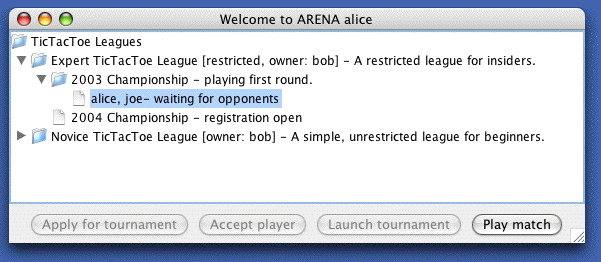 Welcome to ARENA alice
TicTacToe Leagues
Expert TicTacToe League [restricted, owner: bob] – A restricted league for insiders.
2003 Championship – playing first round.
alice, joe– waiting for opponents
2004 Championship – registration open
Novice TicTacToe League [owner: bob] – A simple, unrestricted league for beginners.
Apply for tournament Accept player Launch tournament Play match